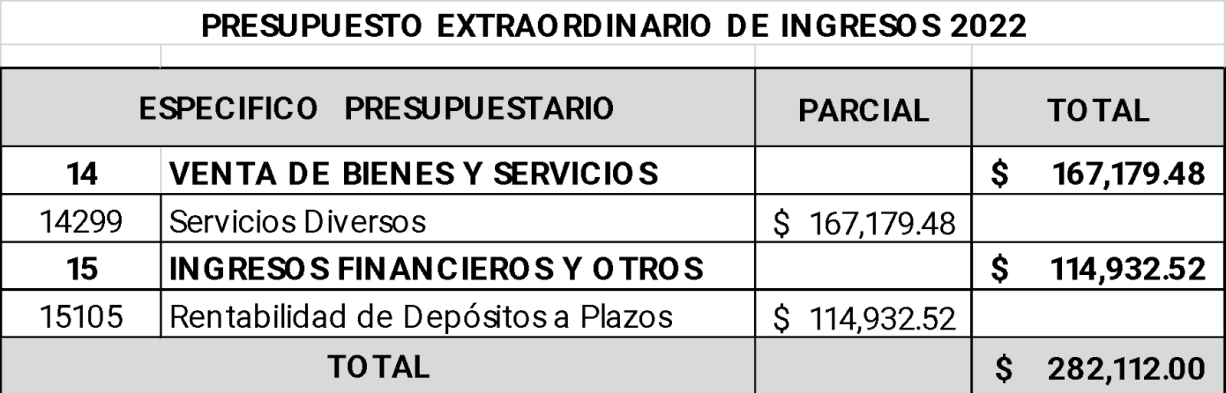 PRESUPUESTO EXTRAORDINARIO DE INGRESOS 2022
ESPECIFICO PRESUPUESTARIO PARCIAL TOTAL
14 VENTA DE BIENES Y SERVICIOS $ 167,179.48
14299 Servicios Diversos $ 167,179.48
15 INGRESOS FINANCIEROS Y OTROS $ 114,932.52
15105 Rentabilidad de Depósitos a Plazos $ 114,932.52
TOTAL $ 282,112.00